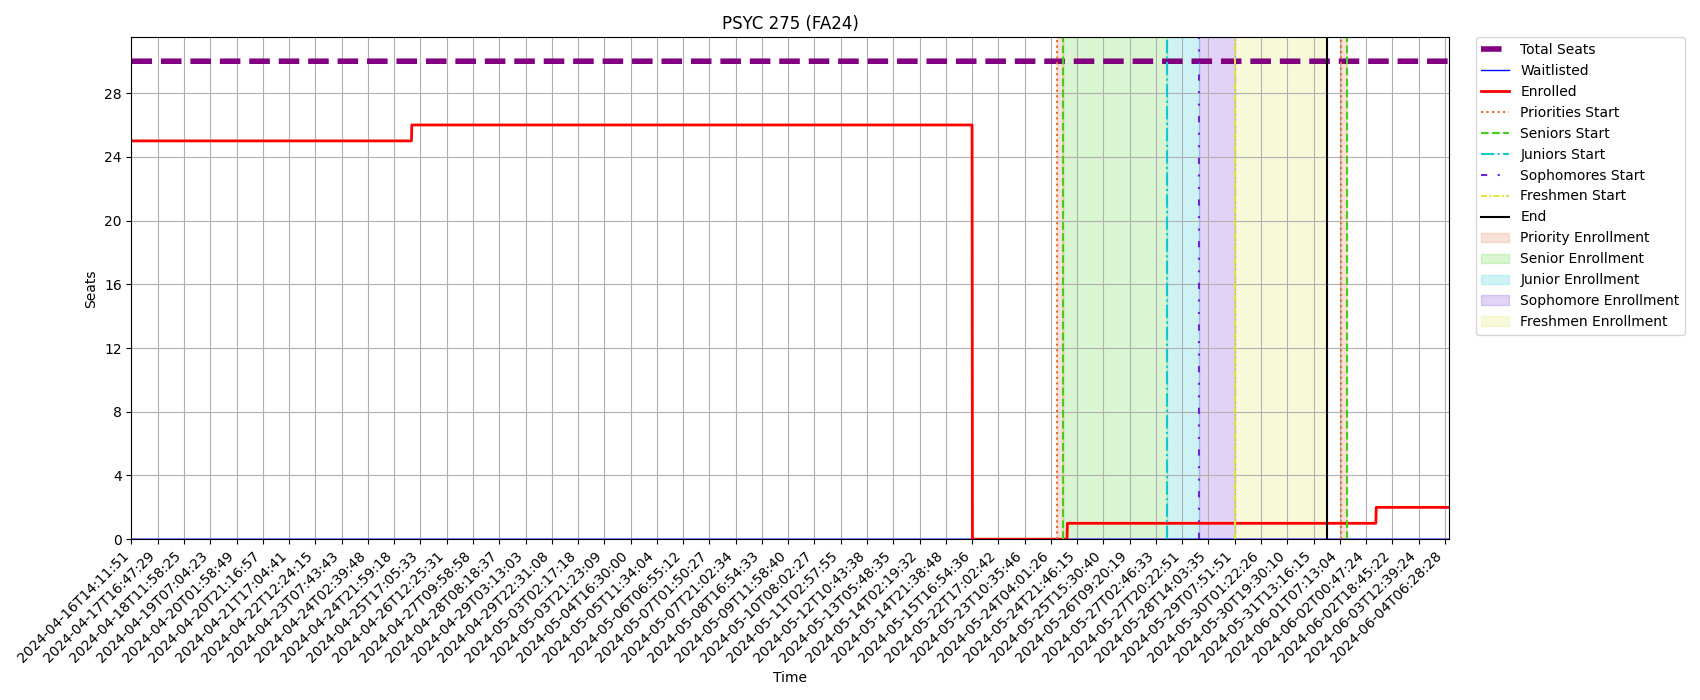 PSYC 275 (FA24)
Total Seats
Waitlisted
Enrolled
Priorities Start
Seniors Start
Juniors Start
Sophomores Start
Freshmen Start
End
Priority Enrollment
Senior Enrollment
Junior Enrollment
Sophomore Enrollment
Freshmen Enrollment
Seats
28
24
20
16
12
8
4
0
2024-04-16T14:11:51
2024-04-17T16:47:29
2024-04-18T11:58:25
2024-04-19T07:04:23
2024-04-20T01:58:49
2024-04-20T21:16:57
2024-04-21T17:04:41
2024-04-22T12:24:15
2024-04-23T07:43:43
2024-04-24T02:39:48
2024-04-24T21:59:18
2024-04-25T17:05:33
2024-04-26T12:25:31
2024-04-27T09:58:58
2024-04-28T08:18:37
2024-04-29T03:13:03
2024-04-29T22:31:08
2024-05-03T02:17:18
2024-05-03T21:23:09
2024-05-04T16:30:00
2024-05-05T11:34:04
2024-05-06T06:55:12
2024-05-07T01:50:27
2024-05-07T21:02:34
2024-05-08T16:54:33
2024-05-09T11:58:40
2024-05-10T08:02:27
2024-05-11T02:57:55
2024-05-12T10:43:38
2024-05-13T05:48:35
2024-05-14T02:19:32
2024-05-14T21:38:48
2024-05-15T16:54:36
2024-05-22T17:02:42
2024-05-23T10:35:46
2024-05-24T04:01:26
2024-05-24T21:46:15
2024-05-25T15:30:40
2024-05-26T09:20:19
2024-05-27T02:46:33
2024-05-27T20:22:51
2024-05-28T14:03:35
2024-05-29T07:51:51
2024-05-30T01:22:26
2024-05-30T19:30:10
2024-05-31T13:16:15
2024-06-01T07:13:04
2024-06-02T00:47:24
2024-06-02T18:45:22
2024-06-03T12:39:24
2024-06-04T06:28:28
Time